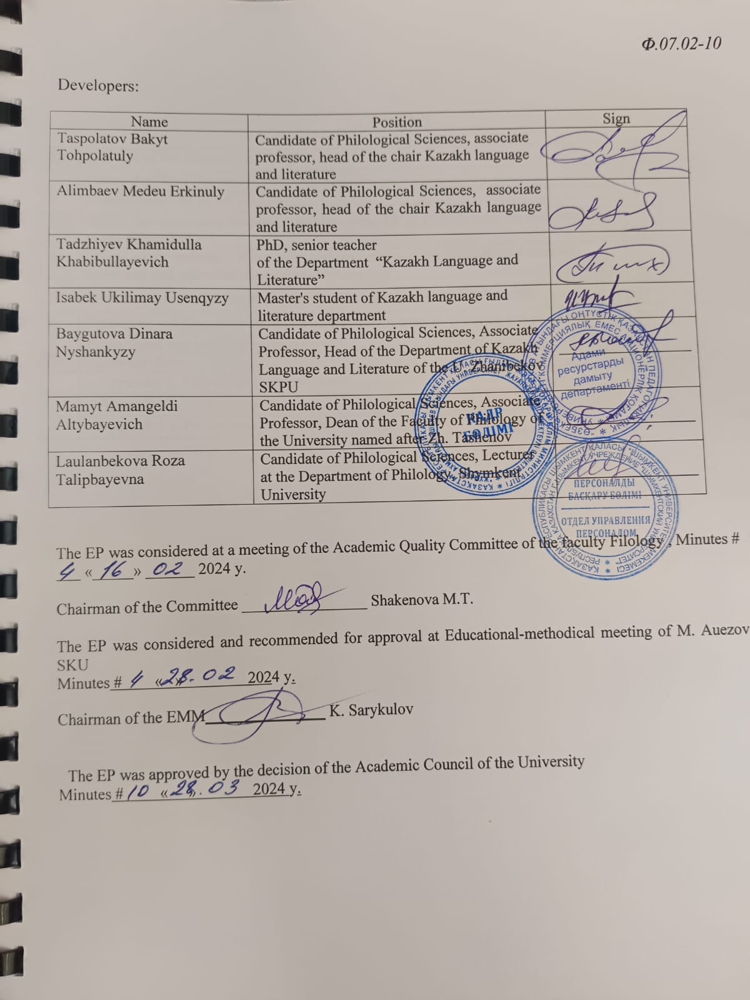 Ф.07.02-10
Developers:
Name Position Sign
Taspolatov Bakyt
Tohpolatuly
Candidate of Philological Sciences, associate
professor, head of the chair Kazakh language
and literature
Alimbaev Medeu Erkinuly
Candidate of Philological Sciences, associate
professor, head of the chair Kazakh language
and literature
Tadzhiyev Khamidulla
Khabibullayevich
PhD, senior teacher
of the Department “Kazakh Language and
Literature”
Isabek Ukilimay Usenqyzy
Master's student of Kazakh language and
literature department
Baygutova Dinara
Nyshankyzy
Candidate of Philological Sciences, Associate
Professor, Head of the Department of Kazakh
Language and Literature of the U. Zhanibekov
SKPU
Адами
ресурстарды
дамыту
департаменті
Mamyt Amangeldi
Altybayevich
Candidate of Philological Sciences, Associate
Professor, Dean of the Faculty of Philology of
the University named after Zh. Tashenov
КАДР
БӨЛІМІ
Laulanbekova Roza
Talipbayevna
Candidate of Philological Sciences, Lecturer
at the Department of Philology, Shymkent
University
ПЕРСОНАЛДЫ
БАСҚАРУ БӨЛІМІ
ОТДЕЛ УПРАВЛЕНИЯ
ПЕРСОНАЛОМ
The EP was considered at a meeting of the Academic Quality Committee of the faculty Filology , Minutes #
4 « 16 » 02 2024 y.
Chairman of the Committee Shakenova M.T.
The EP was considered and recommended for approval at Educational-methodical meeting of M. Auezov
SKU
Minutes # 4 «28». 02 2024 y.
Chairman of the EMM K. Sarykulov
The EP was approved by the decision of the Academic Council of the University
Minutes # 10 «28». 03 2024 y.